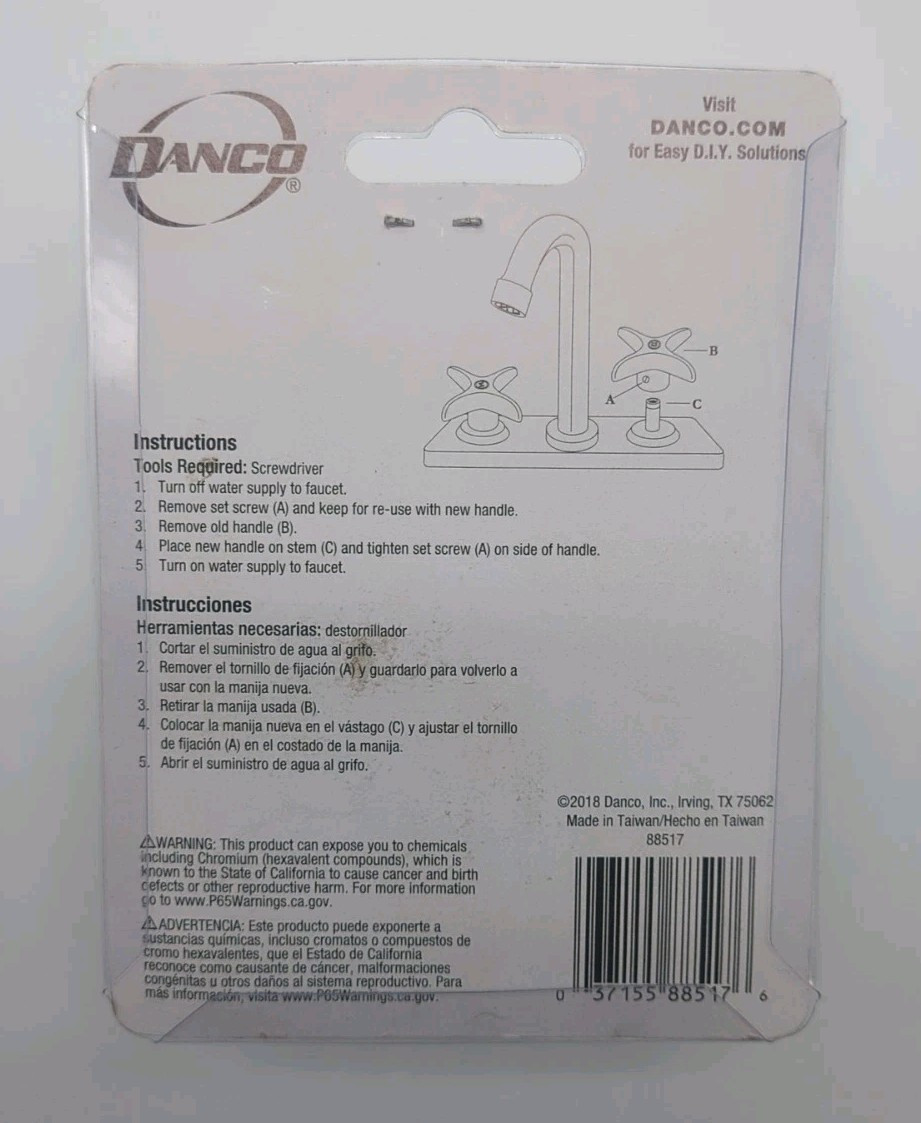 DANCO
®
Visit
DANCO.COM
for Easy D.I.Y. Solutions
B
A
C
Instructions
Tools Required: Screwdriver
1. Turn off water supply to faucet.
2. Remove set screw (A) and keep for re-use with new handle.
3. Remove old handle (B).
4 Place new handle on stem (C) and tighten set screw (A) on side of handle.
5 Turn on water supply to faucet.
Instrucciones
Herramientas necesarias: destornillador
1. Cortar el suministro de agua al grifo.
2. Remover el tornillo de fijación (A) y guardarlo para volverlo a
usar con la manija nueva.
3. Retirar la manija usada (B).
4. Colocar la manija nueva en el vástago (C) y ajustar el tornillo
de fijación (A) en el costado de la manija.
5. Abrir el suministro de agua al grifo.
©2018 Danco, Inc., Irving, TX 75062
Made in Taiwan/Hecho en Taiwan
88517
0 37155 88517 6
⚠WARNING: This product can expose you to chemicals
including Chromium (hexavalent compounds), which is
known to the State of California to cause cancer and birth
defects or other reproductive harm. For more information
go to www.P65Warnings.ca.gov.
⚠ADVERTENCIA: Este producto puede exponerte a
sustancias químicas, incluso cromatos o compuestos de
cromo hexavalentes, que el Estado de California
reconoce como causante de cáncer, malformaciones
congénitas u otros daños al sistema reproductivo. Para
más información, visita www.P65Warnings.ca.gov.